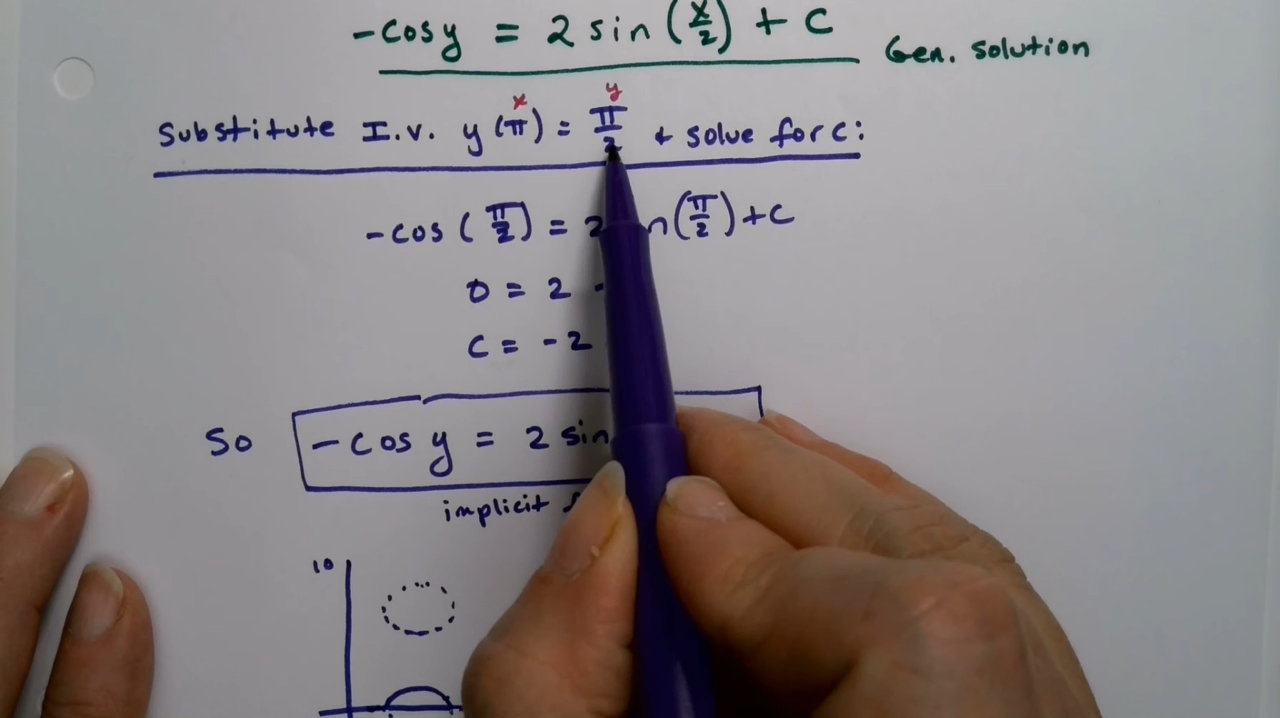 -cosy = 2 sin (x/2) + C
Gen. solution
x y
Substitute I.V. y(π) = π/2 + solve for c:
-cos (π/2) = 2 n(π/2) + C
0 = 2
C = -2
So -cos y = 2 sin
implicit
10